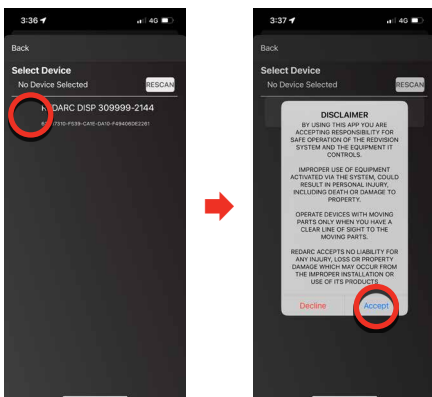 3:36
4G
Back
Select Device
No Device Selected
RESCAN
REDARC DISP 309999-2144
3:37
4G
Back
Select Device
No Device Selected
RESCAN
DISCLAIMER
BY USING THIS APP YOU ARE
ACCEPTING RESPONSIBILITY FOR
SAFE OPERATION OF THE REDVISION
SYSTEM AND THE EQUIPMENT IT
CONTROLS.
IMPROPER USE OF EQUIPMENT
ACTIVATED VIA THE SYSTEM, COULD
RESULT IN PERSONAL INJURY,
INCLUDING DEATH OR DAMAGE TO
PROPERTY.
OPERATE DEVICES WITH MOVING
PARTS ONLY WHEN YOU HAVE A
CLEAR LINE OF SIGHT TO THE
MOVING PARTS.
REDARC ACCEPTS NO LIABILITY FOR
ANY INJURY, LOSS OR PROPERTY
DAMAGE WHICH MAY OCCUR FROM
THE IMPROPER INSTALLATION OR
USE OF ITS PRODUCTS
Decline
Accept